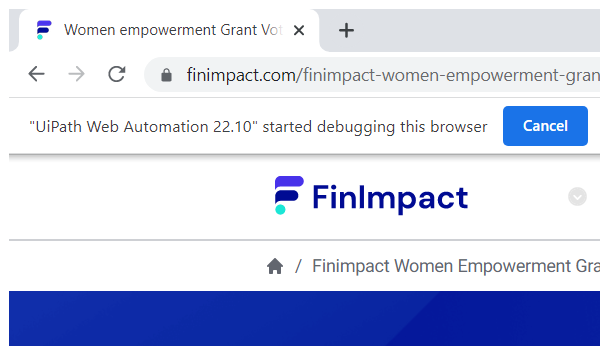 Women empowerment Grant Vot
finimpact.com/finimpact-women-empowerment-gran
"UiPath Web Automation 22.10" started debugging this browser
Cancel
FinImpact
/ Finimpact Women Empowerment Gra